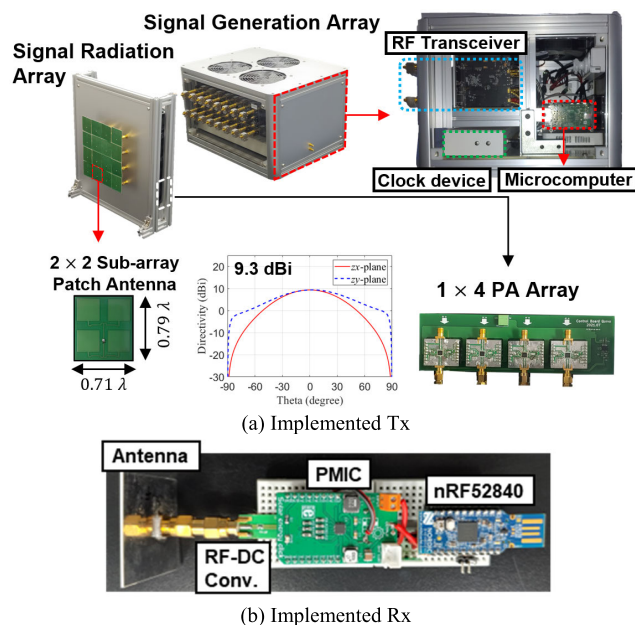 Signal Generation Array
Signal Radiation
Array
RF Transceiver
Clock device
Microcomputer
2 × 2 Sub-array
Patch Antenna
0.79 λ
0.71 λ
9.3 dBi
zx-plane
zy-plane
Directivity (dBi)
20
10
0
-10
-20
-30
-90
-60
-30
0
30
60
90
Theta (degree)
1 × 4 PA Array
(a) Implemented Tx
Antenna
PMIC
nRF52840
RF-DC
Conv.
(b) Implemented Rx